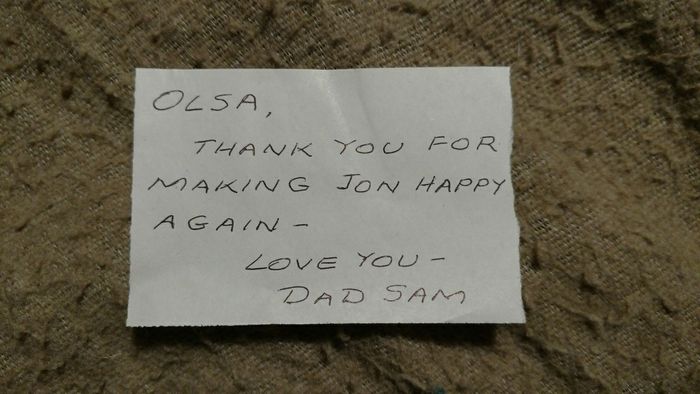 OLSA,
THANK YOU FOR
MAKING JON HAPPY
AGAIN –
LOVE YOU –
DAD SAM